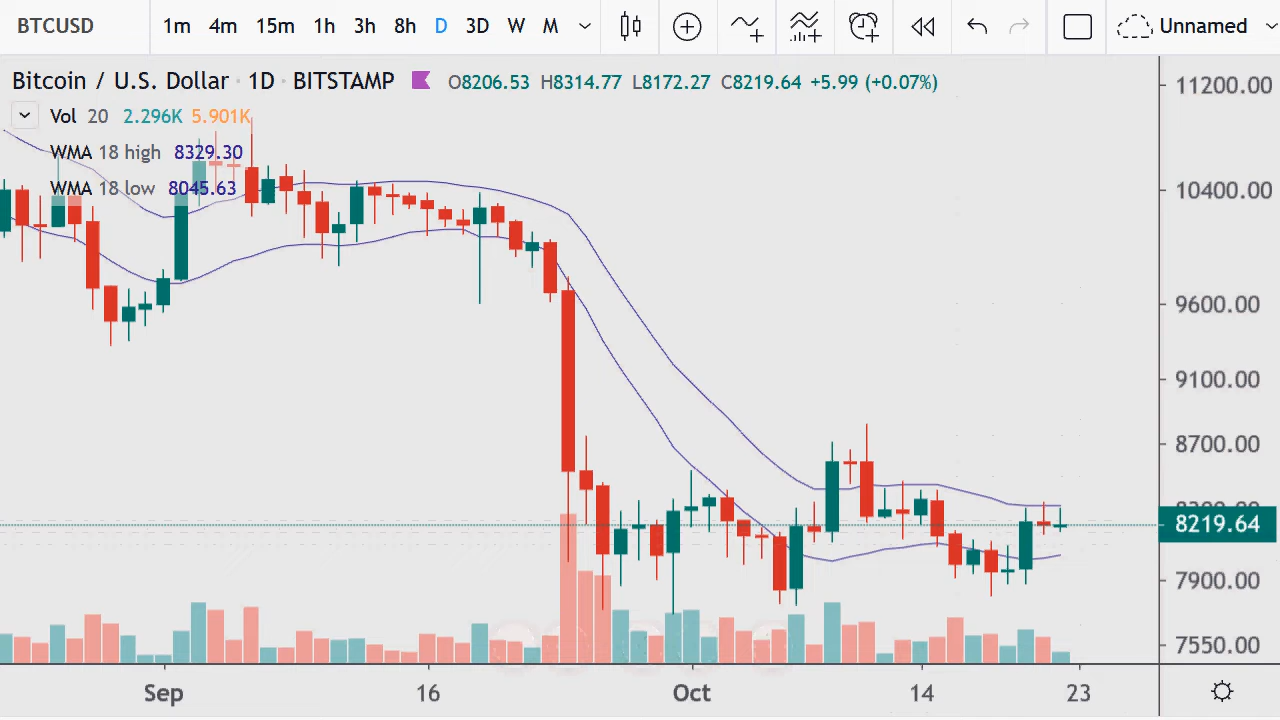 BTCUSD 1m 4m 15m 1h 3h 8h D 3D W M Unnamed
Bitcoin / U.S. Dollar · 1D · BITSTAMP O8206.53 H8314.77 L8172.27 C8219.64 +5.99 (+0.07%)
Vol 20 2.296K 5.901K
WMA 18 high 8329.30
WMA 18 low 8045.63
11200.00
10400.00
9600.00
9100.00
8700.00
8219.64
7900.00
7550.00
Sep 16 Oct 14 23